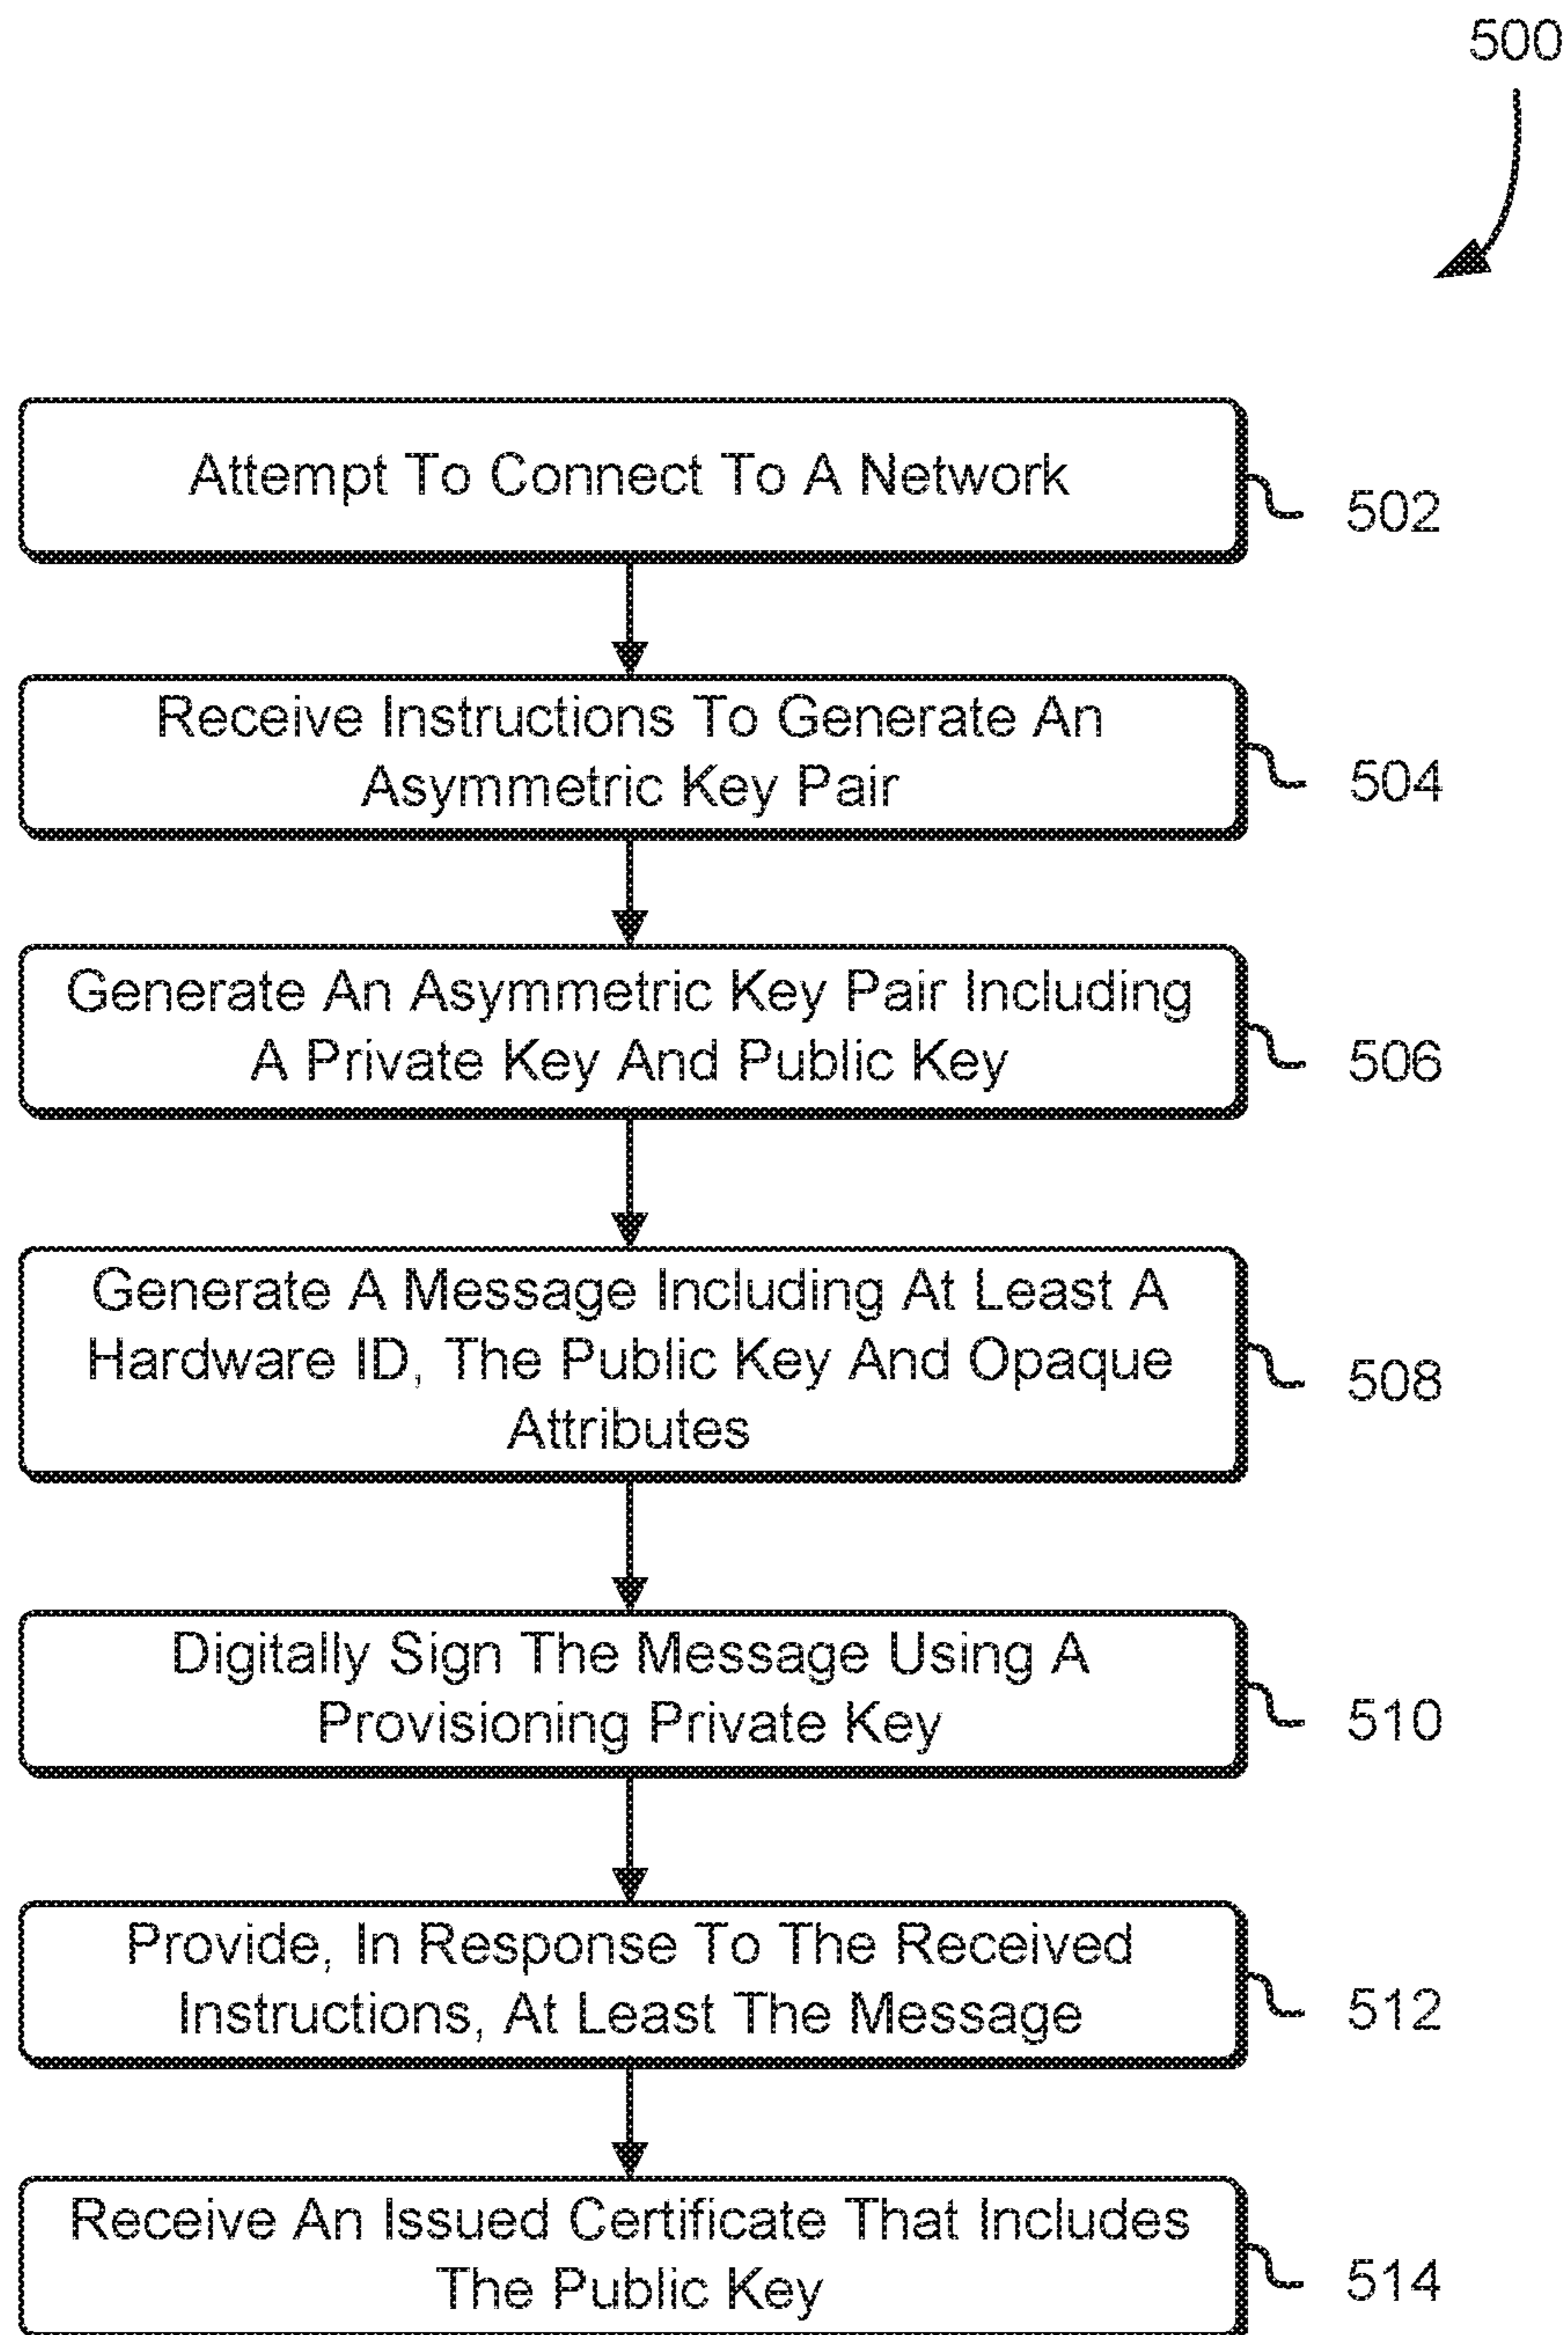 500
Attempt To Connect To A Network
502
Receive Instructions To Generate An
Asymmetric Key Pair
504
Generate An Asymmetric Key Pair Including
A Private Key And Public Key
506
Generate A Message Including At Least A
Hardware ID, The Public Key And Opaque
Attributes
508
Digitally Sign The Message Using A
Provisioning Private Key
510
Provide, In Response To The Received
Instructions, At Least The Message
512
Receive An Issued Certificate That Includes
The Public Key
514